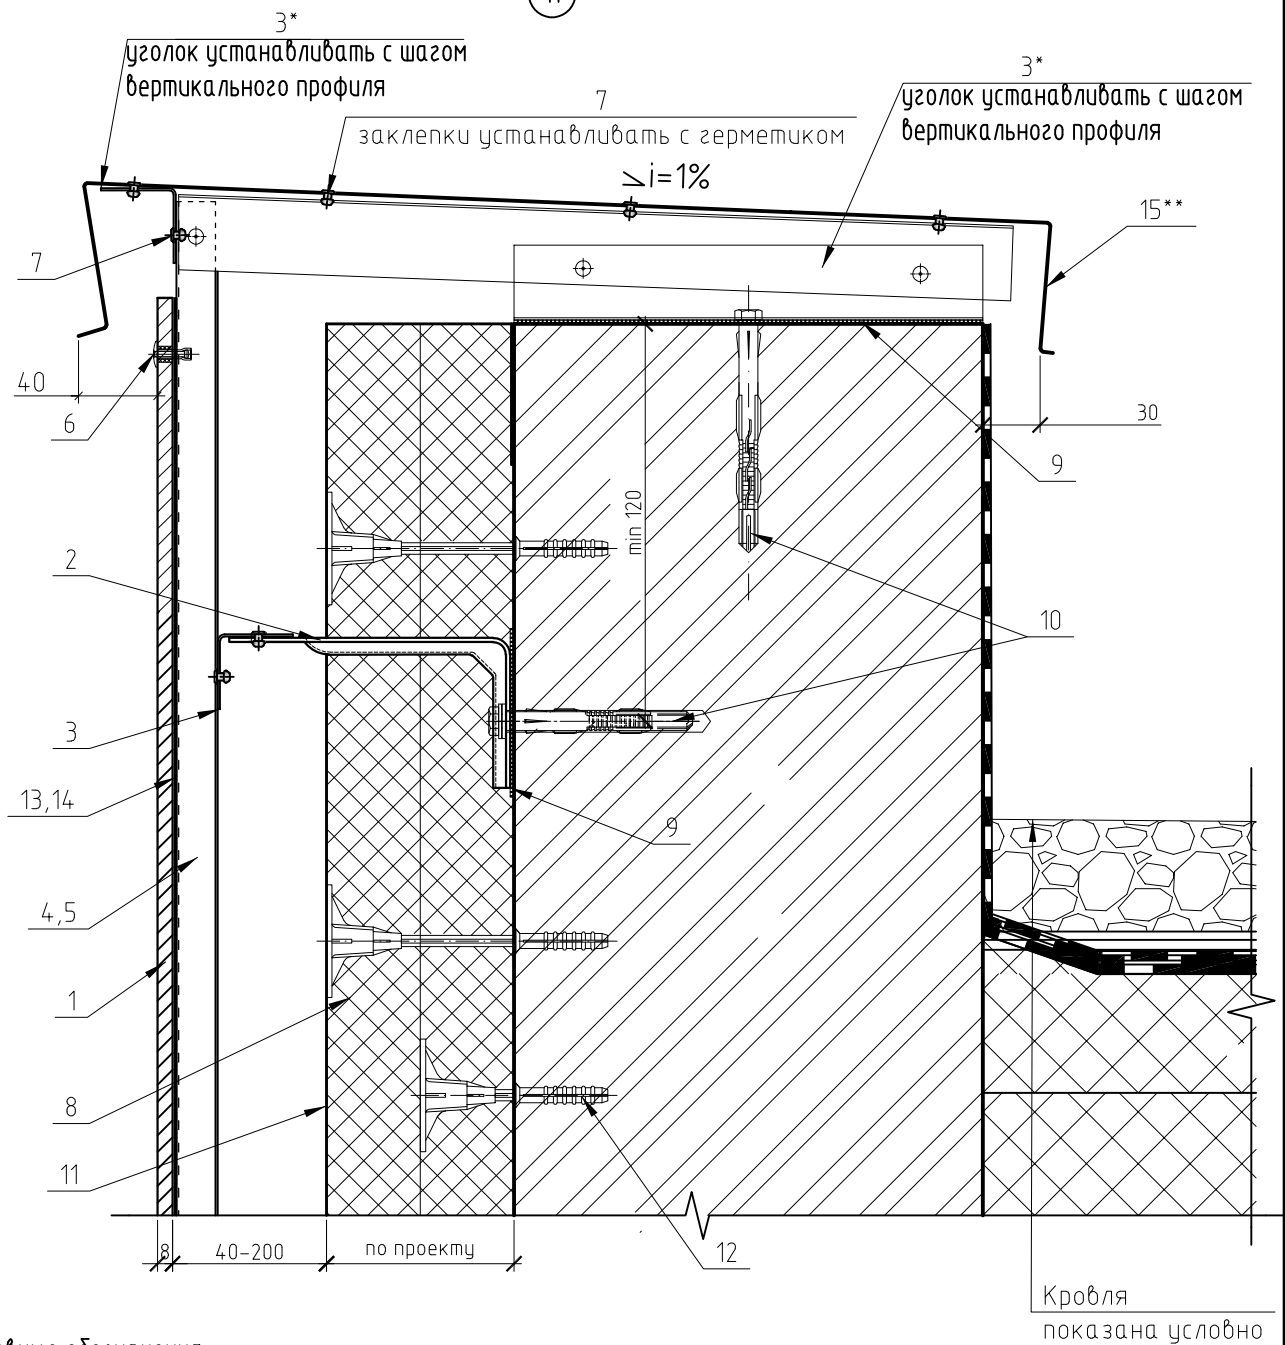 3*
уголок устанавливать с шагом
вертикального профиля
7
заклепки устанавливать с герметиком
i=1%
3*
уголок устанавливать с шагом
вертикального профиля
15**
7
40
6
30
9
min 120
2
10
3
13,14
9
4,5
1
8
11
12
8
40-200
по проекту
Кровля
показана условно